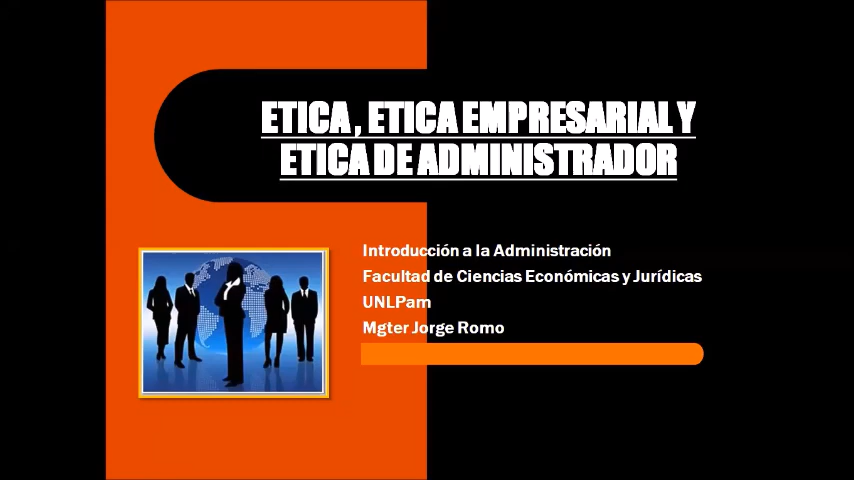 ETICA , ETICA EMPRESARIAL Y
ETICA DE ADMINISTRADOR
Introducción a la Administración
Facultad de Ciencias Económicas y Jurídicas
UNLPam
Mgter Jorge Romo